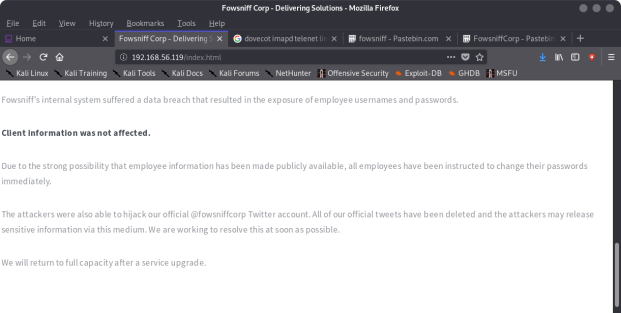 Fowsniff Corp - Delivering Solutions - Mozilla Firefox
File Edit View History Bookmarks Tools Help
Home Fowsniff Corp - Delivering S dovecot imapd telenet li fowsniff - Pastebin.com FowsniffCorp - Pastebin
192.168.56.119/index.html
Kali Linux Kali Training Kali Tools Kali Docs Kali Forums NetHunter Offensive Security Exploit-DB GHDB MSFU
Fowsniff's internal system suffered a data breach that resulted in the exposure of employee usernames and passwords.
Client information was not affected.
Due to the strong possibility that employee information has been made publicly available, all employees have been instructed to change their passwords
immediately.
The attackers were also able to hijack our official @fowsniffcorp Twitter account. All of our official tweets have been deleted and the attackers may release
sensitive information via this medium. We are working to resolve this at soon as possible.
We will return to full capacity after a service upgrade.